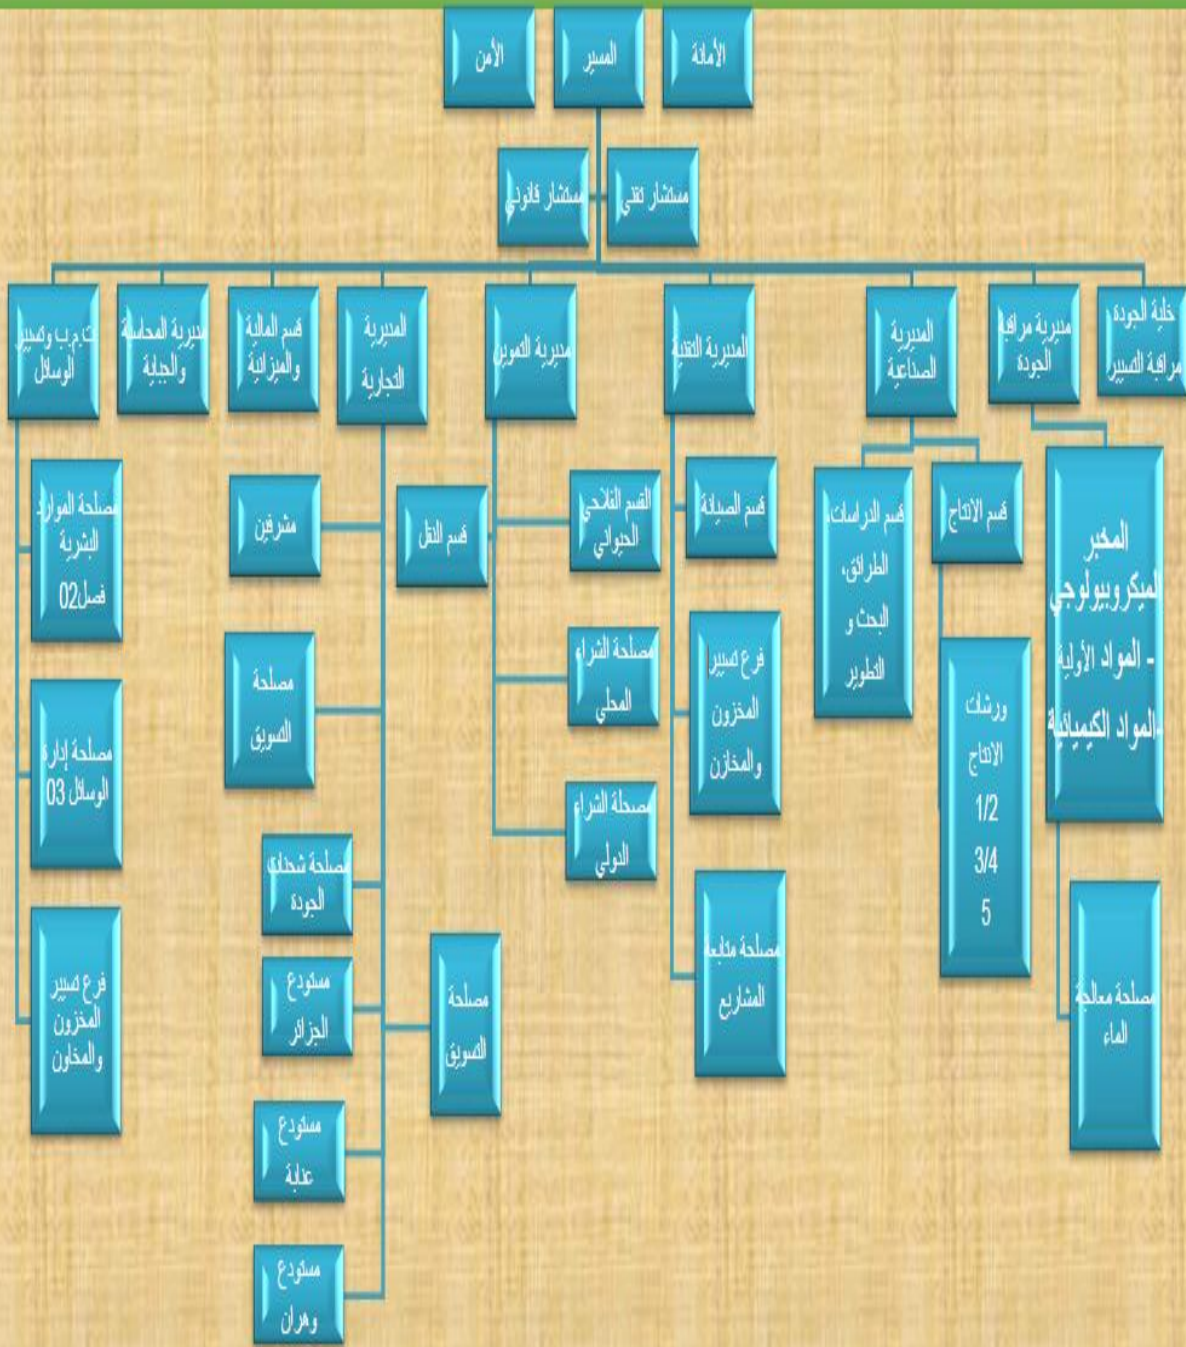 الأمانة
المسير
الأمن
مستشار تقني
مستشار قانوني
خلية الجودة
مراقبة التسيير
مديرية مراقبة
الجودة
المديرية
الصناعية
المديرية التقنية
مديرية التموين
المديرية
التجارية
قسم المالية
والميزانية
مديرية المحاسبة
والجباية
ت.م.ب وتسيير
الوسائل
المخبر
الميكروبيولوجي
- المواد الأولية
-المواد الكيميائية
مصلحة معالجة
الماء
قسم الانتاج
ورشات
الانتاج
1/2
3/4
5
قسم الدراسات،
الطرائق،
البحث و
التطوير
قسم الصيانة
فرع تسيير
المخزون
والمخازن
مصلحة متابعة
المشاريع
القسم الفلاحي
الحيواني
مصلحة الشراء
المحلي
مصحلة الشراء
الدولي
قسم النقل
مشرفين
مصلحة
التسويق
مصلحة شحنات
الجودة
مستودع
الجزائر
مصلحة
التسويق
مستودع
عنابة
مستودع
وهران
مصلحة الموارد
البشرية
فصل02
مصلحة إدارة
الوسائل 03
فرع تسيير
المخزون
والمخاون